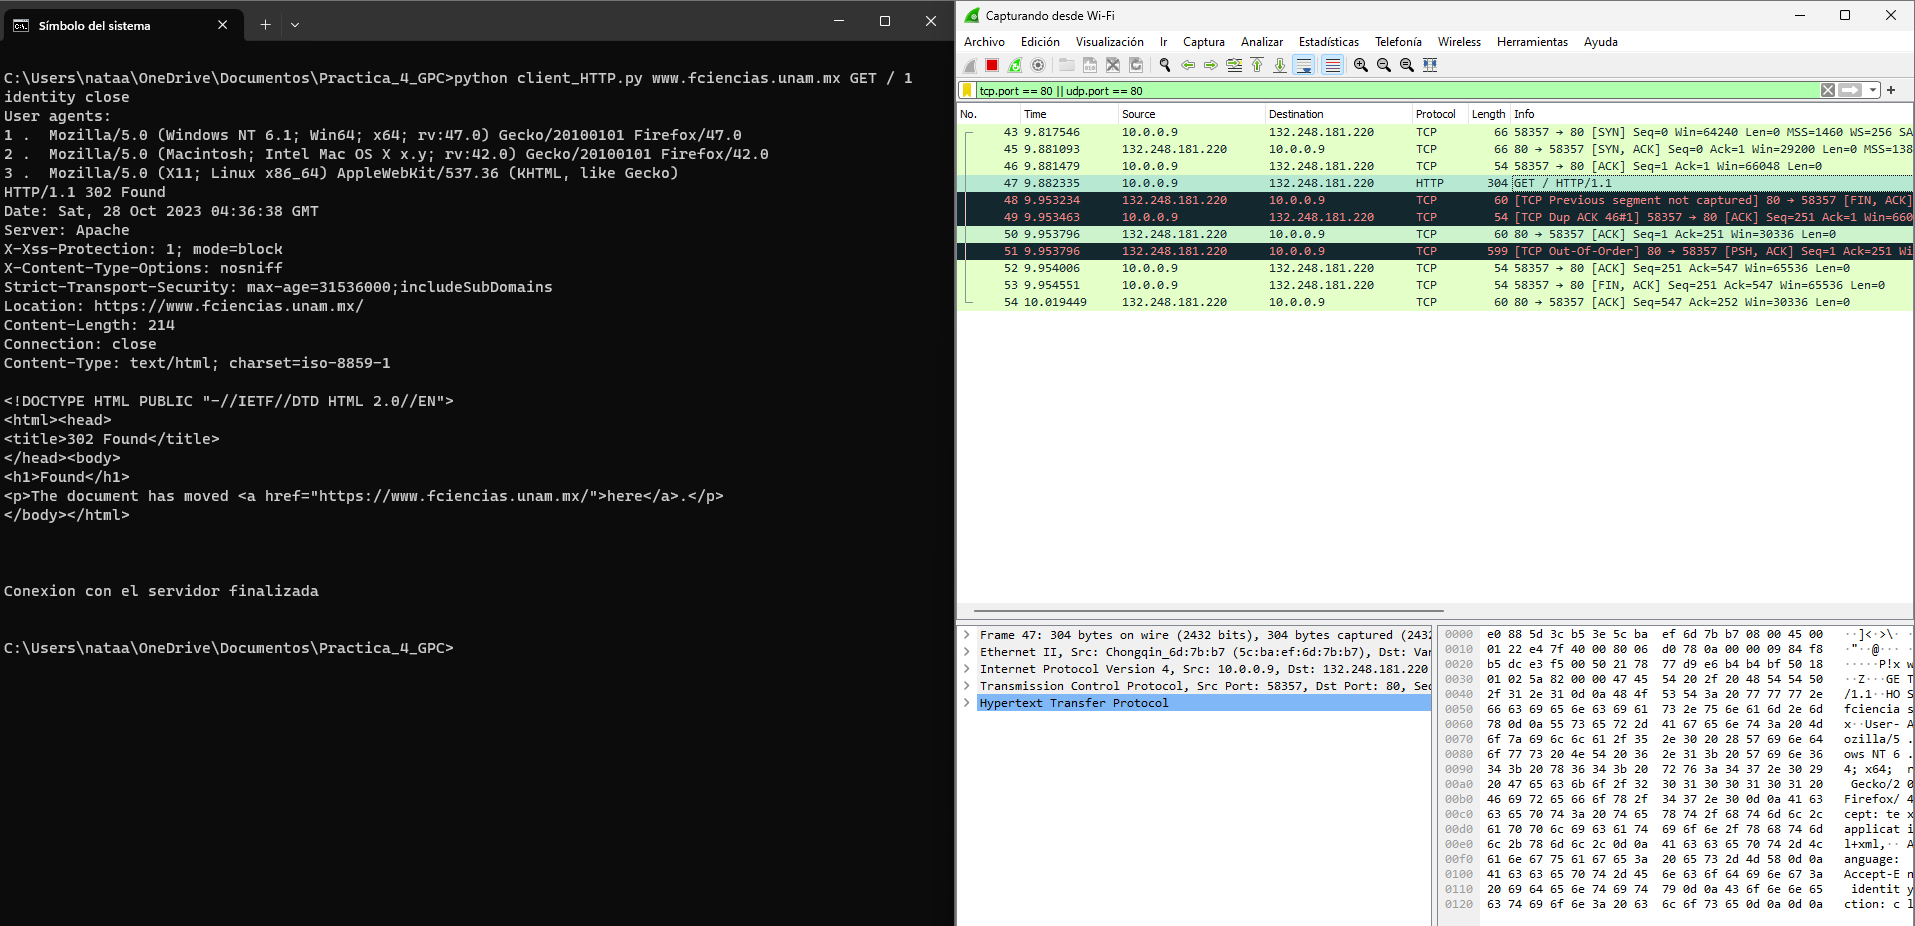 Símbolo del sistema
C:\Users\nataa\OneDrive\Documentos\Practica_4_GPC>python client_HTTP.py www.fciencias.unam.mx GET / 1
identity close
User agents:
1 .  Mozilla/5.0 (Windows NT 6.1; Win64; x64; rv:47.0) Gecko/20100101 Firefox/47.0
2 .  Mozilla/5.0 (Macintosh; Intel Mac OS X x.y; rv:42.0) Gecko/20100101 Firefox/42.0
3 .  Mozilla/5.0 (X11; Linux x86_64) AppleWebKit/537.36 (KHTML, like Gecko)
HTTP/1.1 302 Found
Date: Sat, 28 Oct 2023 04:36:38 GMT
Server: Apache
X-Xss-Protection: 1; mode=block
X-Content-Type-Options: nosniff
Strict-Transport-Security: max-age=31536000;includeSubDomains
Location: https://www.fciencias.unam.mx/
Content-Length: 214
Connection: close
Content-Type: text/html; charset=iso-8859-1
<!DOCTYPE HTML PUBLIC "-//IETF//DTD HTML 2.0//EN">
<html><head>
<title>302 Found</title>
</head><body>
<h1>Found</h1>
<p>The document has moved <a href="https://www.fciencias.unam.mx/">here</a>.</p>
</body></html>
Conexion con el servidor finalizada
C:\Users\nataa\OneDrive\Documentos\Practica_4_GPC>
Capturando desde Wi-Fi
Archivo Edición Visualización Ir Captura Analizar Estadísticas Telefonía Wireless Herramientas Ayuda
tcp.port == 80 || udp.port == 80
No. Time Source Destination Protocol Length Info
43 9.817546 10.0.0.9 132.248.181.220 TCP 66 58357 → 80 [SYN] Seq=0 Win=64240 Len=0 MSS=1460 WS=256 SA
45 9.881093 132.248.181.220 10.0.0.9 TCP 66 80 → 58357 [SYN, ACK] Seq=0 Ack=1 Win=29200 Len=0 MSS=138
46 9.881479 10.0.0.9 132.248.181.220 TCP 54 58357 → 80 [ACK] Seq=1 Ack=1 Win=66048 Len=0
47 9.882335 10.0.0.9 132.248.181.220 HTTP 304 GET / HTTP/1.1
48 9.953234 132.248.181.220 10.0.0.9 TCP 60 [TCP Previous segment not captured] 80 → 58357 [FIN, ACK]
49 9.953463 10.0.0.9 132.248.181.220 TCP 54 [TCP Dup ACK 46#1] 58357 → 80 [ACK] Seq=251 Ack=1 Win=660
50 9.953796 132.248.181.220 10.0.0.9 TCP 60 80 → 58357 [ACK] Seq=1 Ack=251 Win=30336 Len=0
51 9.953796 132.248.181.220 10.0.0.9 TCP 599 [TCP Out-Of-Order] 80 → 58357 [PSH, ACK] Seq=1 Ack=251 Wi
52 9.954006 10.0.0.9 132.248.181.220 TCP 54 58357 → 80 [ACK] Seq=251 Ack=547 Win=65536 Len=0
53 9.954551 10.0.0.9 132.248.181.220 TCP 54 58357 → 80 [FIN, ACK] Seq=251 Ack=547 Win=65536 Len=0
54 10.019449 132.248.181.220 10.0.0.9 TCP 60 80 → 58357 [ACK] Seq=547 Ack=252 Win=30336 Len=0
Frame 47: 304 bytes on wire (2432 bits), 304 bytes captured (2432
Ethernet II, Src: Chongqin_6d:7b:b7 (5c:ba:ef:6d:7b:b7), Dst: Var
Internet Protocol Version 4, Src: 10.0.0.9, Dst: 132.248.181.220
Transmission Control Protocol, Src Port: 58357, Dst Port: 80, Sec
Hypertext Transfer Protocol
0000 e0 88 5d 3c b5 3e 5c ba ef 6d 7b b7 08 00 45 00 ··]<·>\·
0010 01 22 e4 7f 40 00 80 06 d0 78 0a 00 00 09 84 f8 ·"··@···
0020 b5 dc e3 f5 00 50 21 78 77 d9 e6 b4 b4 bf 50 18 ·····P!x w
0030 01 02 5a 82 00 00 47 45 54 20 2f 20 48 54 54 50 ··Z···GE T
0040 2f 31 2e 31 0d 0a 48 4f 53 54 3a 20 77 77 77 2e /1.1··HO S
0050 66 63 69 65 6e 63 69 61 73 2e 75 6e 61 6d 2e 6d fciencia s
0060 78 0d 0a 55 73 65 72 2d 41 67 65 6e 74 3a 20 4d x··User- A
0070 6f 7a 69 6c 6c 61 2f 35 2e 30 20 28 57 69 6e 64 ozilla/5 .
0080 6f 77 73 20 4e 54 20 36 2e 31 3b 20 57 69 6e 36 ows NT 6 .
0090 34 3b 20 78 36 34 3b 20 72 76 3a 34 37 2e 30 29 4; x64; r
00a0 20 47 65 63 6b 6f 2f 32 30 31 30 30 31 30 31 20 Gecko/2 0
00b0 46 69 72 65 66 6f 78 2f 34 37 2e 30 0d 0a 41 63 Firefox/ 4
00c0 63 65 70 74 3a 20 74 65 78 74 2f 68 74 6d 6c 2c cept: te x
00d0 61 70 70 6c 69 63 61 74 69 6f 6e 2f 78 68 74 6d applicat i
00e0 6c 2b 78 6d 6c 2c 0d 0a 41 63 63 65 70 74 2d 4c l+xml,·· A
00f0 61 6e 67 75 61 67 65 3a 20 65 73 2d 4d 58 0d 0a anguage:
0100 41 63 63 65 70 74 2d 45 6e 63 6f 64 69 6e 67 3a Accept-E n
0110 20 69 64 65 6e 74 69 74 79 0d 0a 43 6f 6e 6e 65 identit y
0120 63 74 69 6f 6e 3a 20 63 6c 6f 73 65 0d 0a 0d 0a ction: c l